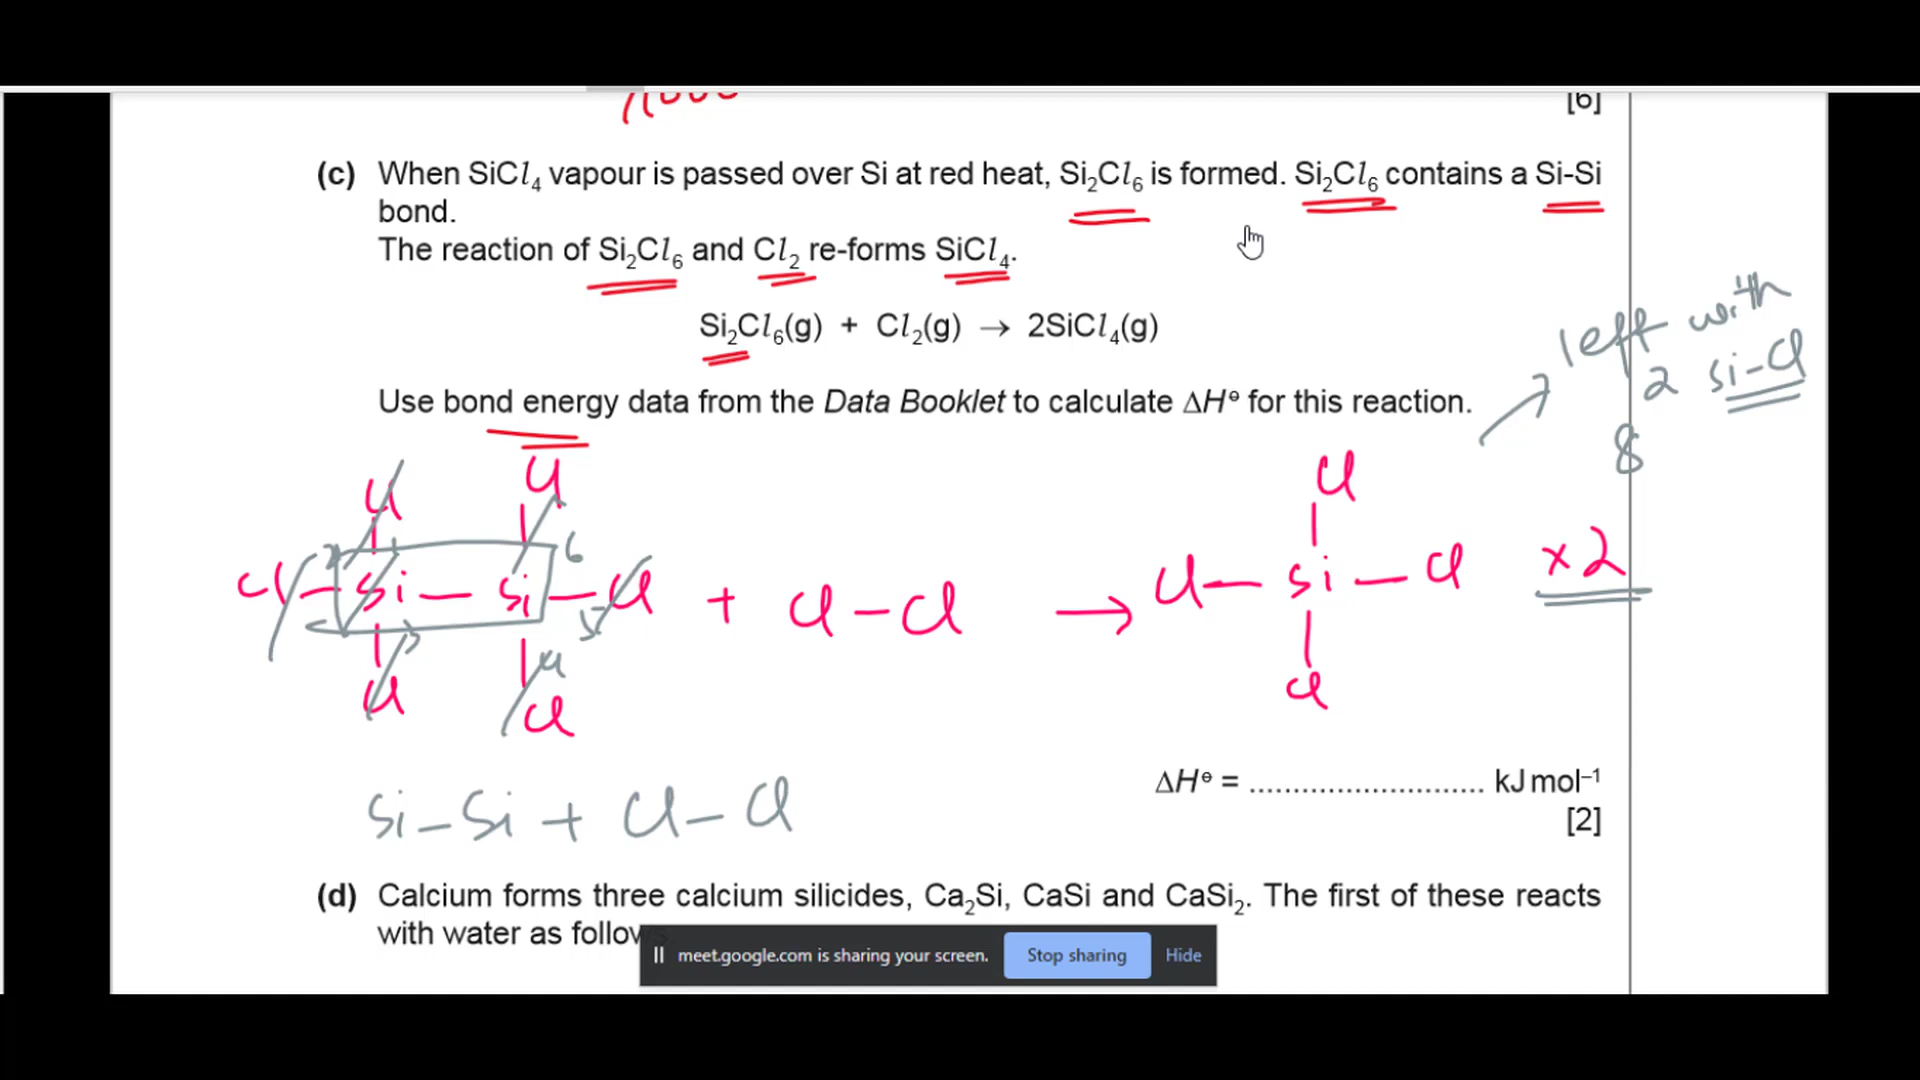 [6]
(c) When SiCl₄ vapour is passed over Si at red heat, Si₂Cl₆ is formed. Si₂Cl₆ contains a Si-Si
bond.
The reaction of Si₂Cl₆ and Cl₂ re-forms SiCl₄.
Si₂Cl₆(g) + Cl₂(g) → 2SiCl₄(g)
left with
2 Si-Cl
8
Use bond energy data from the Data Booklet to calculate ΔH⦵ for this reaction.
Cl Cl Cl
Cl – Si – Si – Cl + Cl – Cl → Cl – Si – Cl ×2
Cl Cl Cl
6
3 4 5
ΔH⦵ = .......................... kJ mol⁻¹
Si – Si + Cl – Cl
[2]
(d) Calcium forms three calcium silicides, Ca₂Si, CaSi and CaSi₂. The first of these reacts
with water as follows.
meet.google.com is sharing your screen. Stop sharing Hide